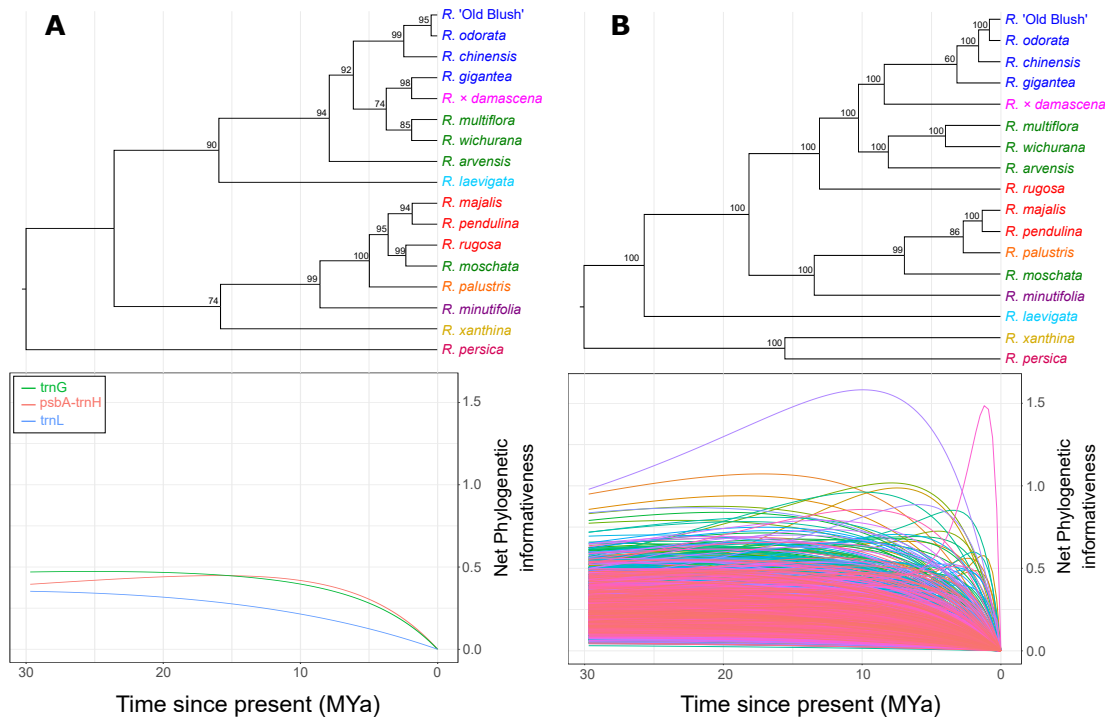 A
95
99
92
98
74
85
94
90
94
95
99
100
99
74
R. 'Old Blush'
R. odorata
R. chinensis
R. gigantea
R. × damascena
R. multiflora
R. wichurana
R. arvensis
R. laevigata
R. majalis
R. pendulina
R. rugosa
R. moschata
R. palustris
R. minutifolia
R. xanthina
R. persica
trnG
psbA-trnH
trnL
1.5
1.0
0.5
0.0
Net Phylogenetic
informativeness
30
20
10
0
Time since present (MYa)
B
100
100
60
100
100
100
100
100
100
100
86
99
100
100
100
R. 'Old Blush'
R. odorata
R. chinensis
R. gigantea
R. × damascena
R. multiflora
R. wichurana
R. arvensis
R. rugosa
R. majalis
R. pendulina
R. palustris
R. moschata
R. minutifolia
R. laevigata
R. xanthina
R. persica
1.5
1.0
0.5
0.0
Net Phylogenetic
informativeness
30
20
10
0
Time since present (MYa)